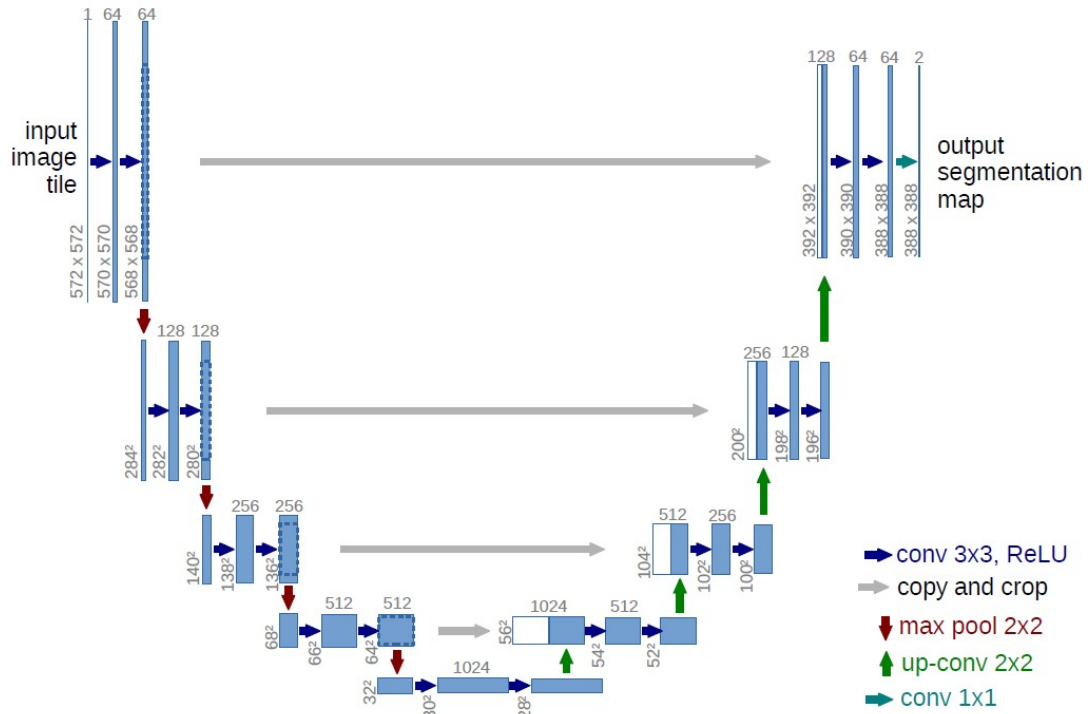 1 64 64
128 64 64 2
input
image
tile
output
segmentation
map
572 x 572
570 x 570
568 x 568
392 x 392
390 x 390
388 x 388
388 x 388
128 128
256 128
284²
282²
280²
200²
198²
196²
256 256
512 256
140²
138²
136²
104²
102²
100²
conv 3x3, ReLU
copy and crop
max pool 2x2
up-conv 2x2
conv 1x1
512 512
1024 512
68²
66²
64²
56²
54²
52²
1024
32²